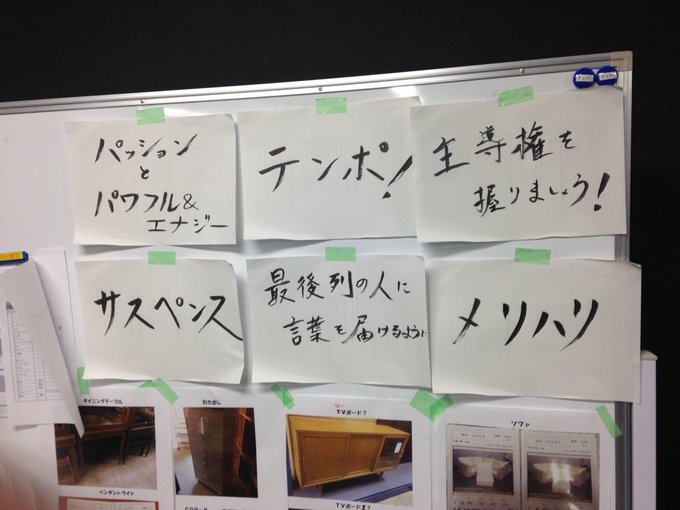 パッション
と
パワフル&
エナジー
テンポ!
主導権を
握りましょう!
サスペンス
最後列の人に
言葉を届けるように
メリハリ
ダイニングテーブル
引き出し
TVボード?
ソファ
ペンダントライト
TVボード2?